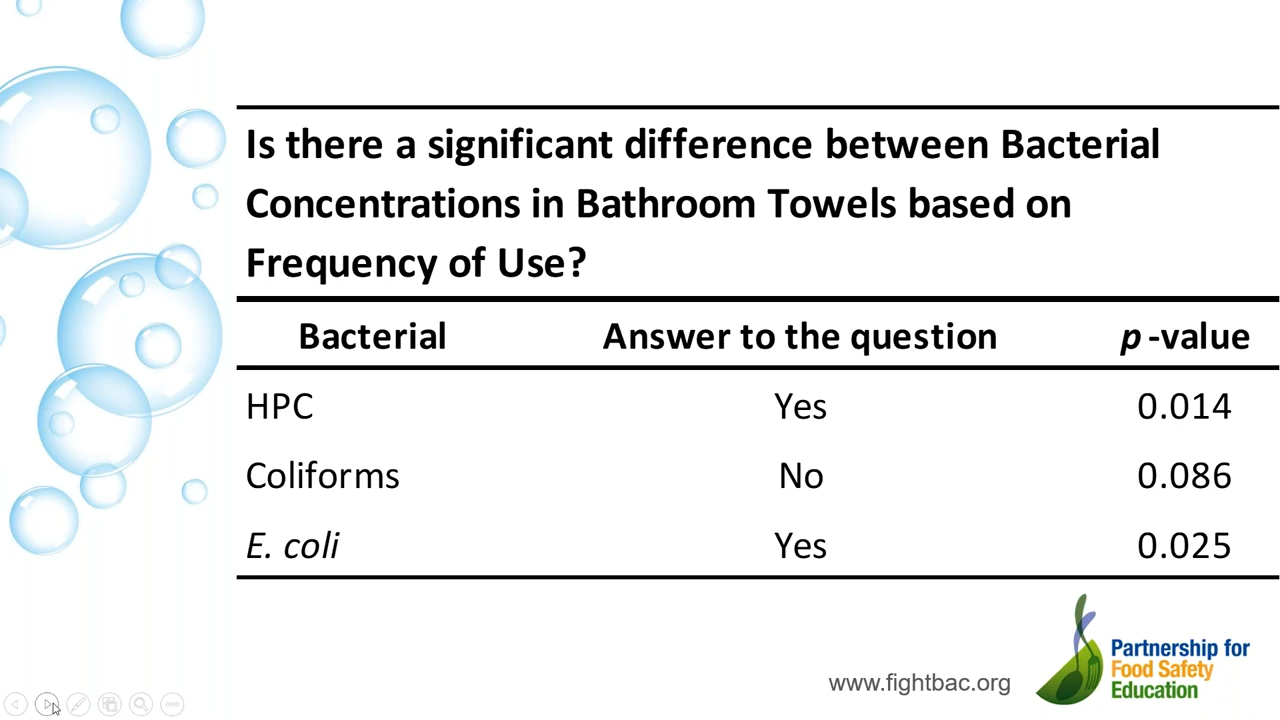 Is there a significant difference between Bacterial
Concentrations in Bathroom Towels based on
Frequency of Use?
Bacterial Answer to the question p -value
HPC Yes 0.014
Coliforms No 0.086
E. coli Yes 0.025
www.fightbac.org
Partnership for
Food Safety
Education